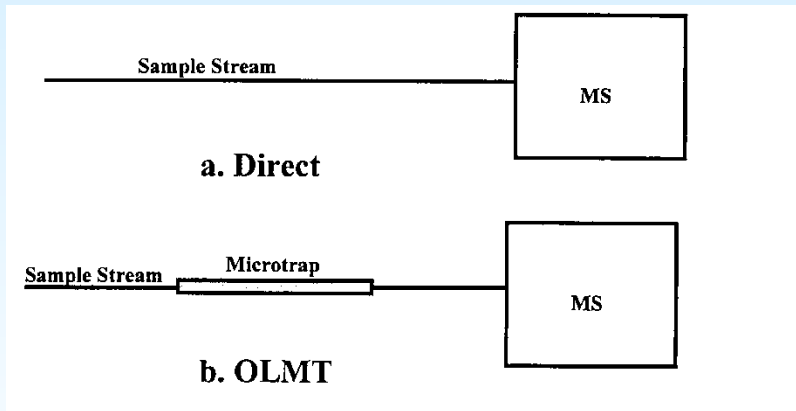 Sample Stream
MS
a. Direct
Sample Stream
Microtrap
MS
b. OLMT